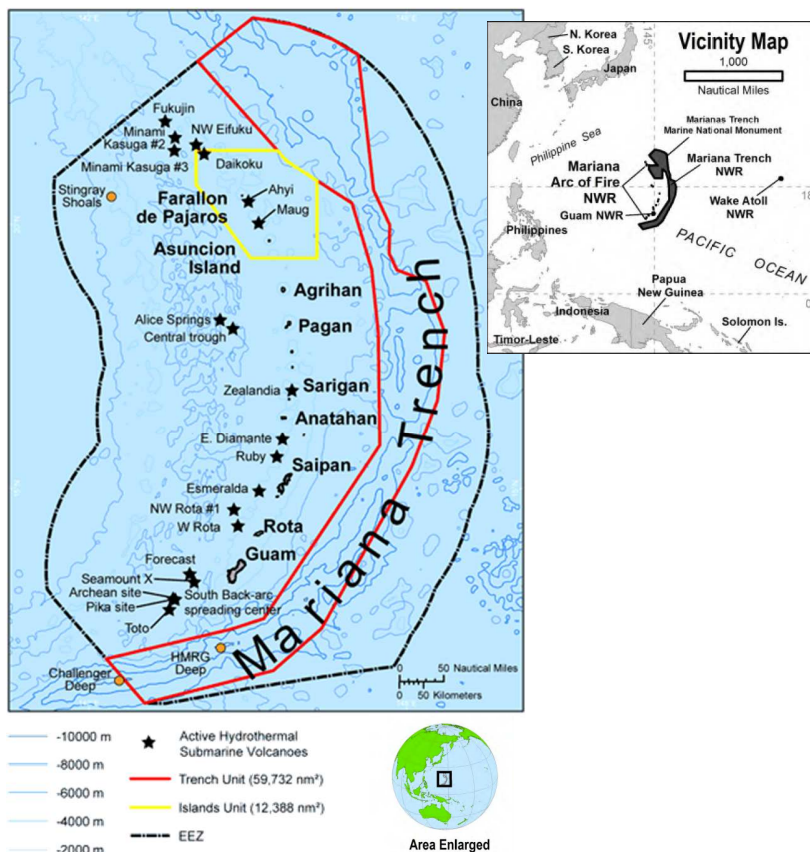 142°E
146°E
Fukujin
Minami
Kasuga #2
NW Eifuku
Minami Kasuga #3
Daikoku
Stingray
Shoals
Ahyi
Farallon
de Pajaros
Maug
Asuncion
Island
Agrihan
Alice Springs
Central trough
Pagan
Zealandia
Sarigan
Anatahan
E. Diamante
Ruby
Saipan
Esmeralda
NW Rota #1
W Rota
Rota
Guam
Forecast
Seamount X
Archean site
Pika site
South Back-arc
spreading center
Toto
HMRG
Deep
Challenger
Deep
Mariana Trench
0
50 Nautical Miles
0
50 Kilometers
Vicinity Map
1,000
Nautical Miles
145
N. Korea
S. Korea
Japan
China
Philippine Sea
Marianas Trench
Marine National Monument
Mariana
Arc of Fire
NWR
Mariana Trench
NWR
Guam NWR
18
Wake Atoll
NWR
Philippines
PACIFIC OCEAN
Papua
New Guinea
0
Indonesia
Solomon Is.
Timor-Leste
-10000 m
-8000 m
-6000 m
-4000 m
-2000 m
Active Hydrothermal
Submarine Volcanoes
Trench Unit (59,732 nm²)
Islands Unit (12,388 nm²)
EEZ
Area Enlarged